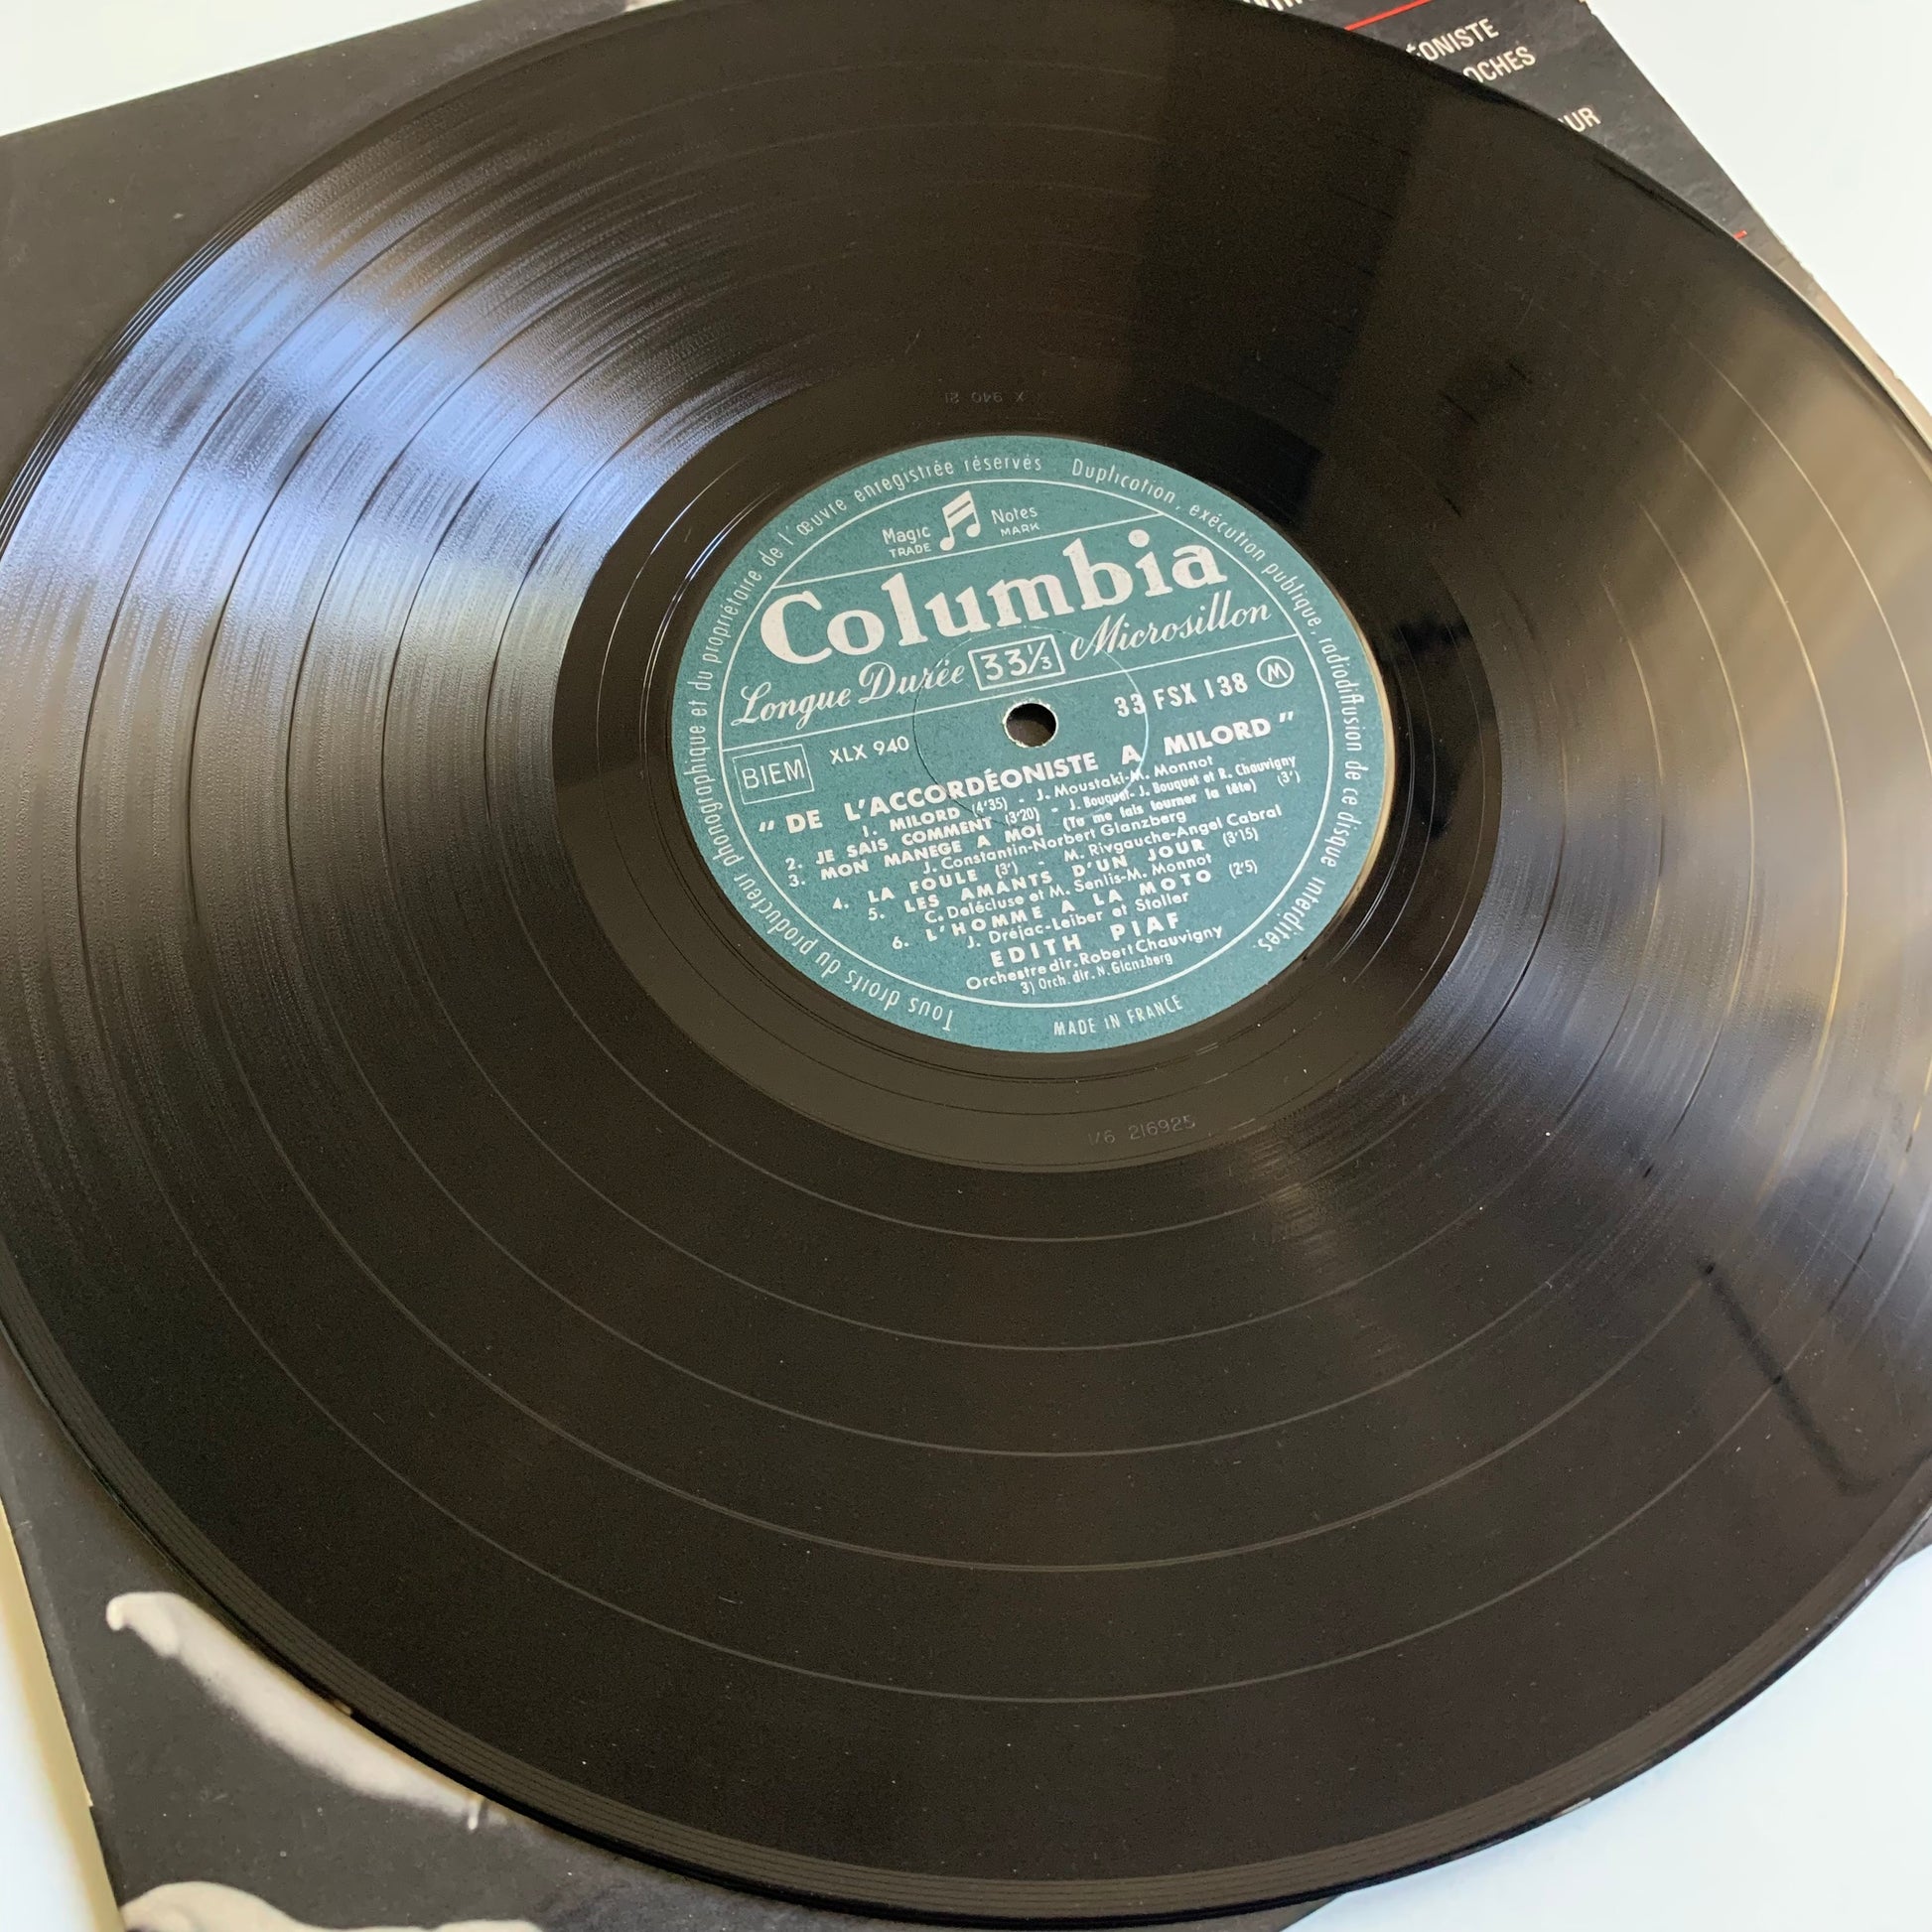 ÉONISTE
OCHES
UR
X 940 21
Tous droits du producteur phonographique et du propriétaire de l'œuvre enregistrée réservés Duplication, exécution publique, radiodiffusion de ce disque interdites.
Magic Notes
TRADE MARK
Columbia
Longue Durée 33⅓ Microsillon
33 FSX 138 M
BIEM XLX 940
"DE L'ACCORDÉONISTE A MILORD"
1. MILORD (4'35) - J. Moustaki-M. Monnot
2. JE SAIS COMMENT (3'20) - J. Bouquet-J. Bouquet et R. Chauvigny
3. MON MANEGE A MOI (Tu me fais tourner la tête) (3')
J. Constantin-Norbert Glanzberg
4. LA FOULE (3') - M. Rivgauche-Angel Cabral
5. LES AMANTS D'UN JOUR (3'15)
C. Delécluse et M. Senlis-M. Monnot
6. L'HOMME A LA MOTO (2'5)
J. Dréjac-Leiber et Stoller
EDITH PIAF
Orchestre dir. Robert Chauvigny
3) Orch. dir. N. Glanzberg
MADE IN FRANCE
216925